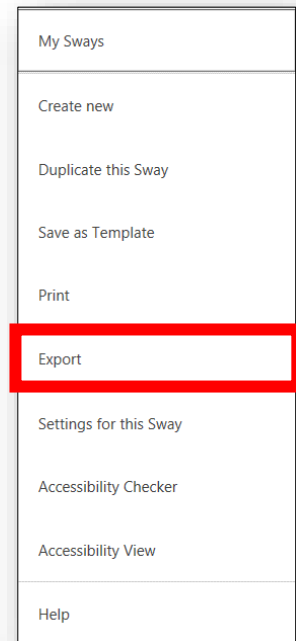 My Sways
Create new
Duplicate this Sway
Save as Template
Print
Export
Settings for this Sway
Accessibility Checker
Accessibility View
Help